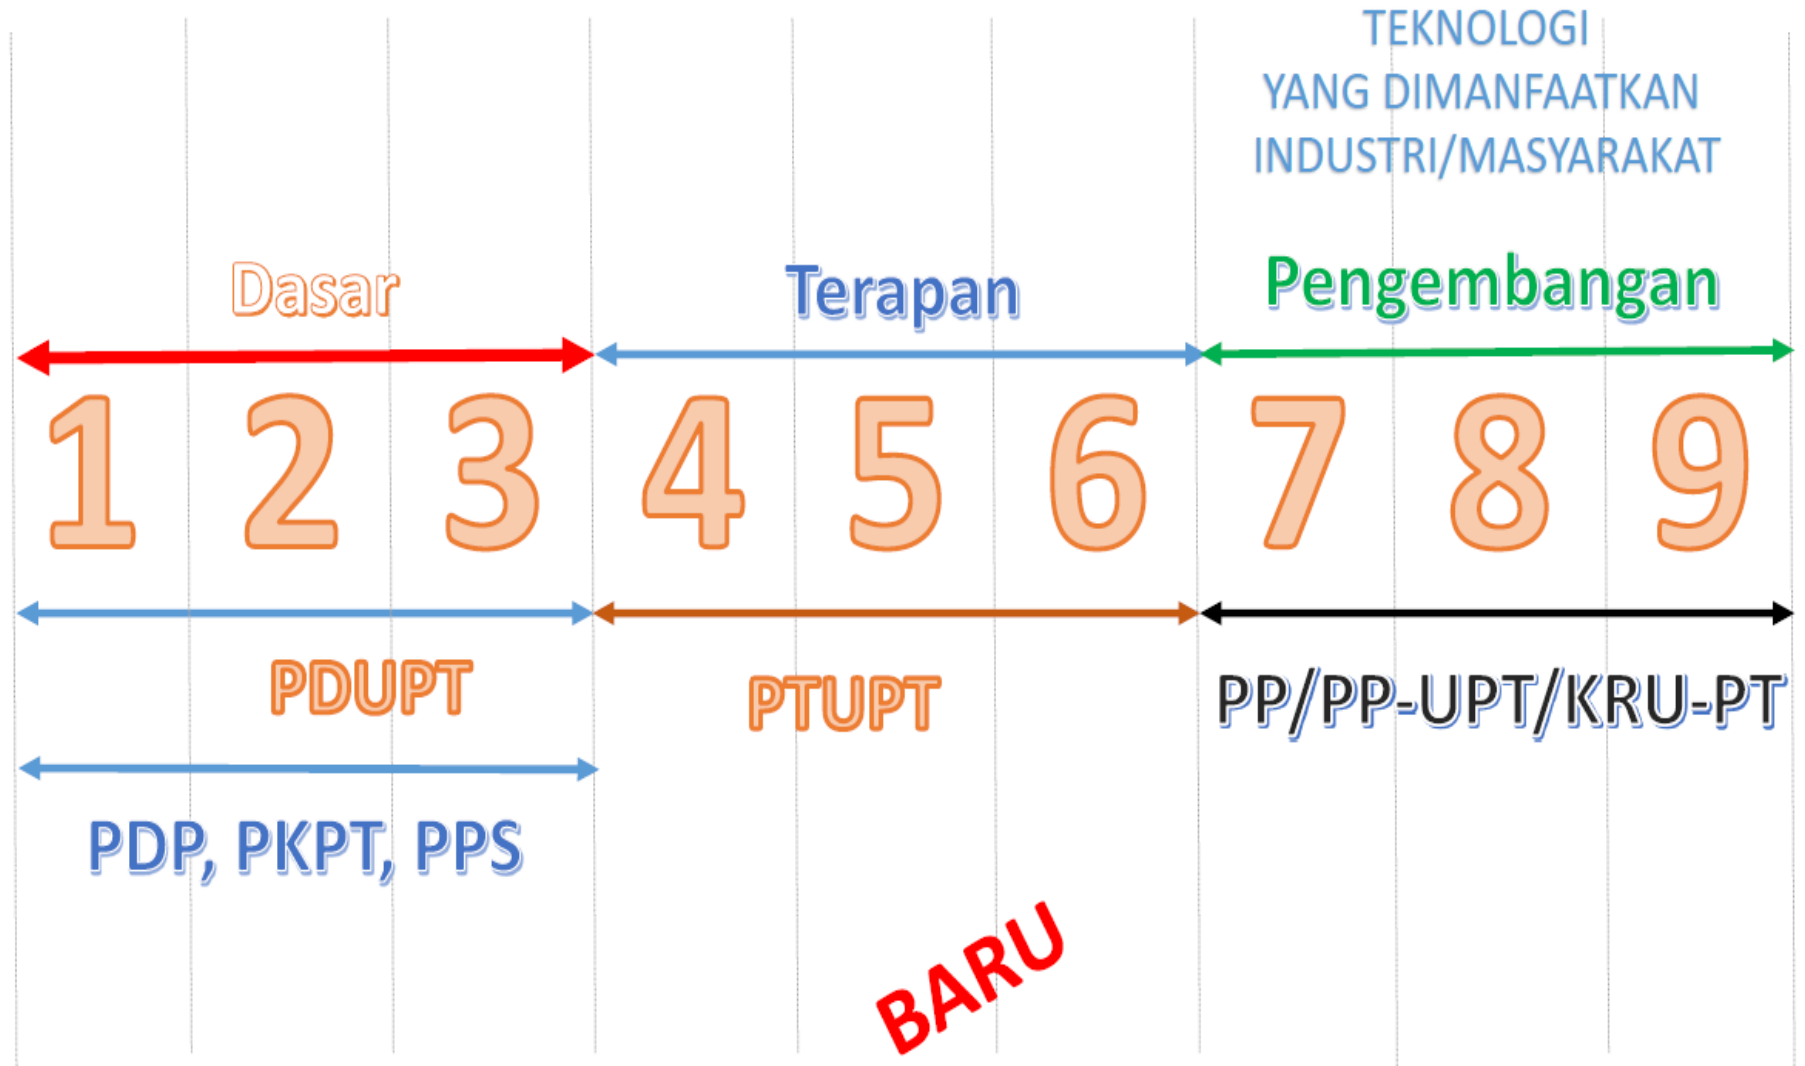 TEKNOLOGI
YANG DIMANFAATKAN
INDUSTRI/MASYARAKAT
Dasar Terapan Pengembangan
1 2 3 4 5 6 7 8 9
PDUPT PTUPT PP/PP-UPT/KRU-PT
PDP, PKPT, PPS
BARU